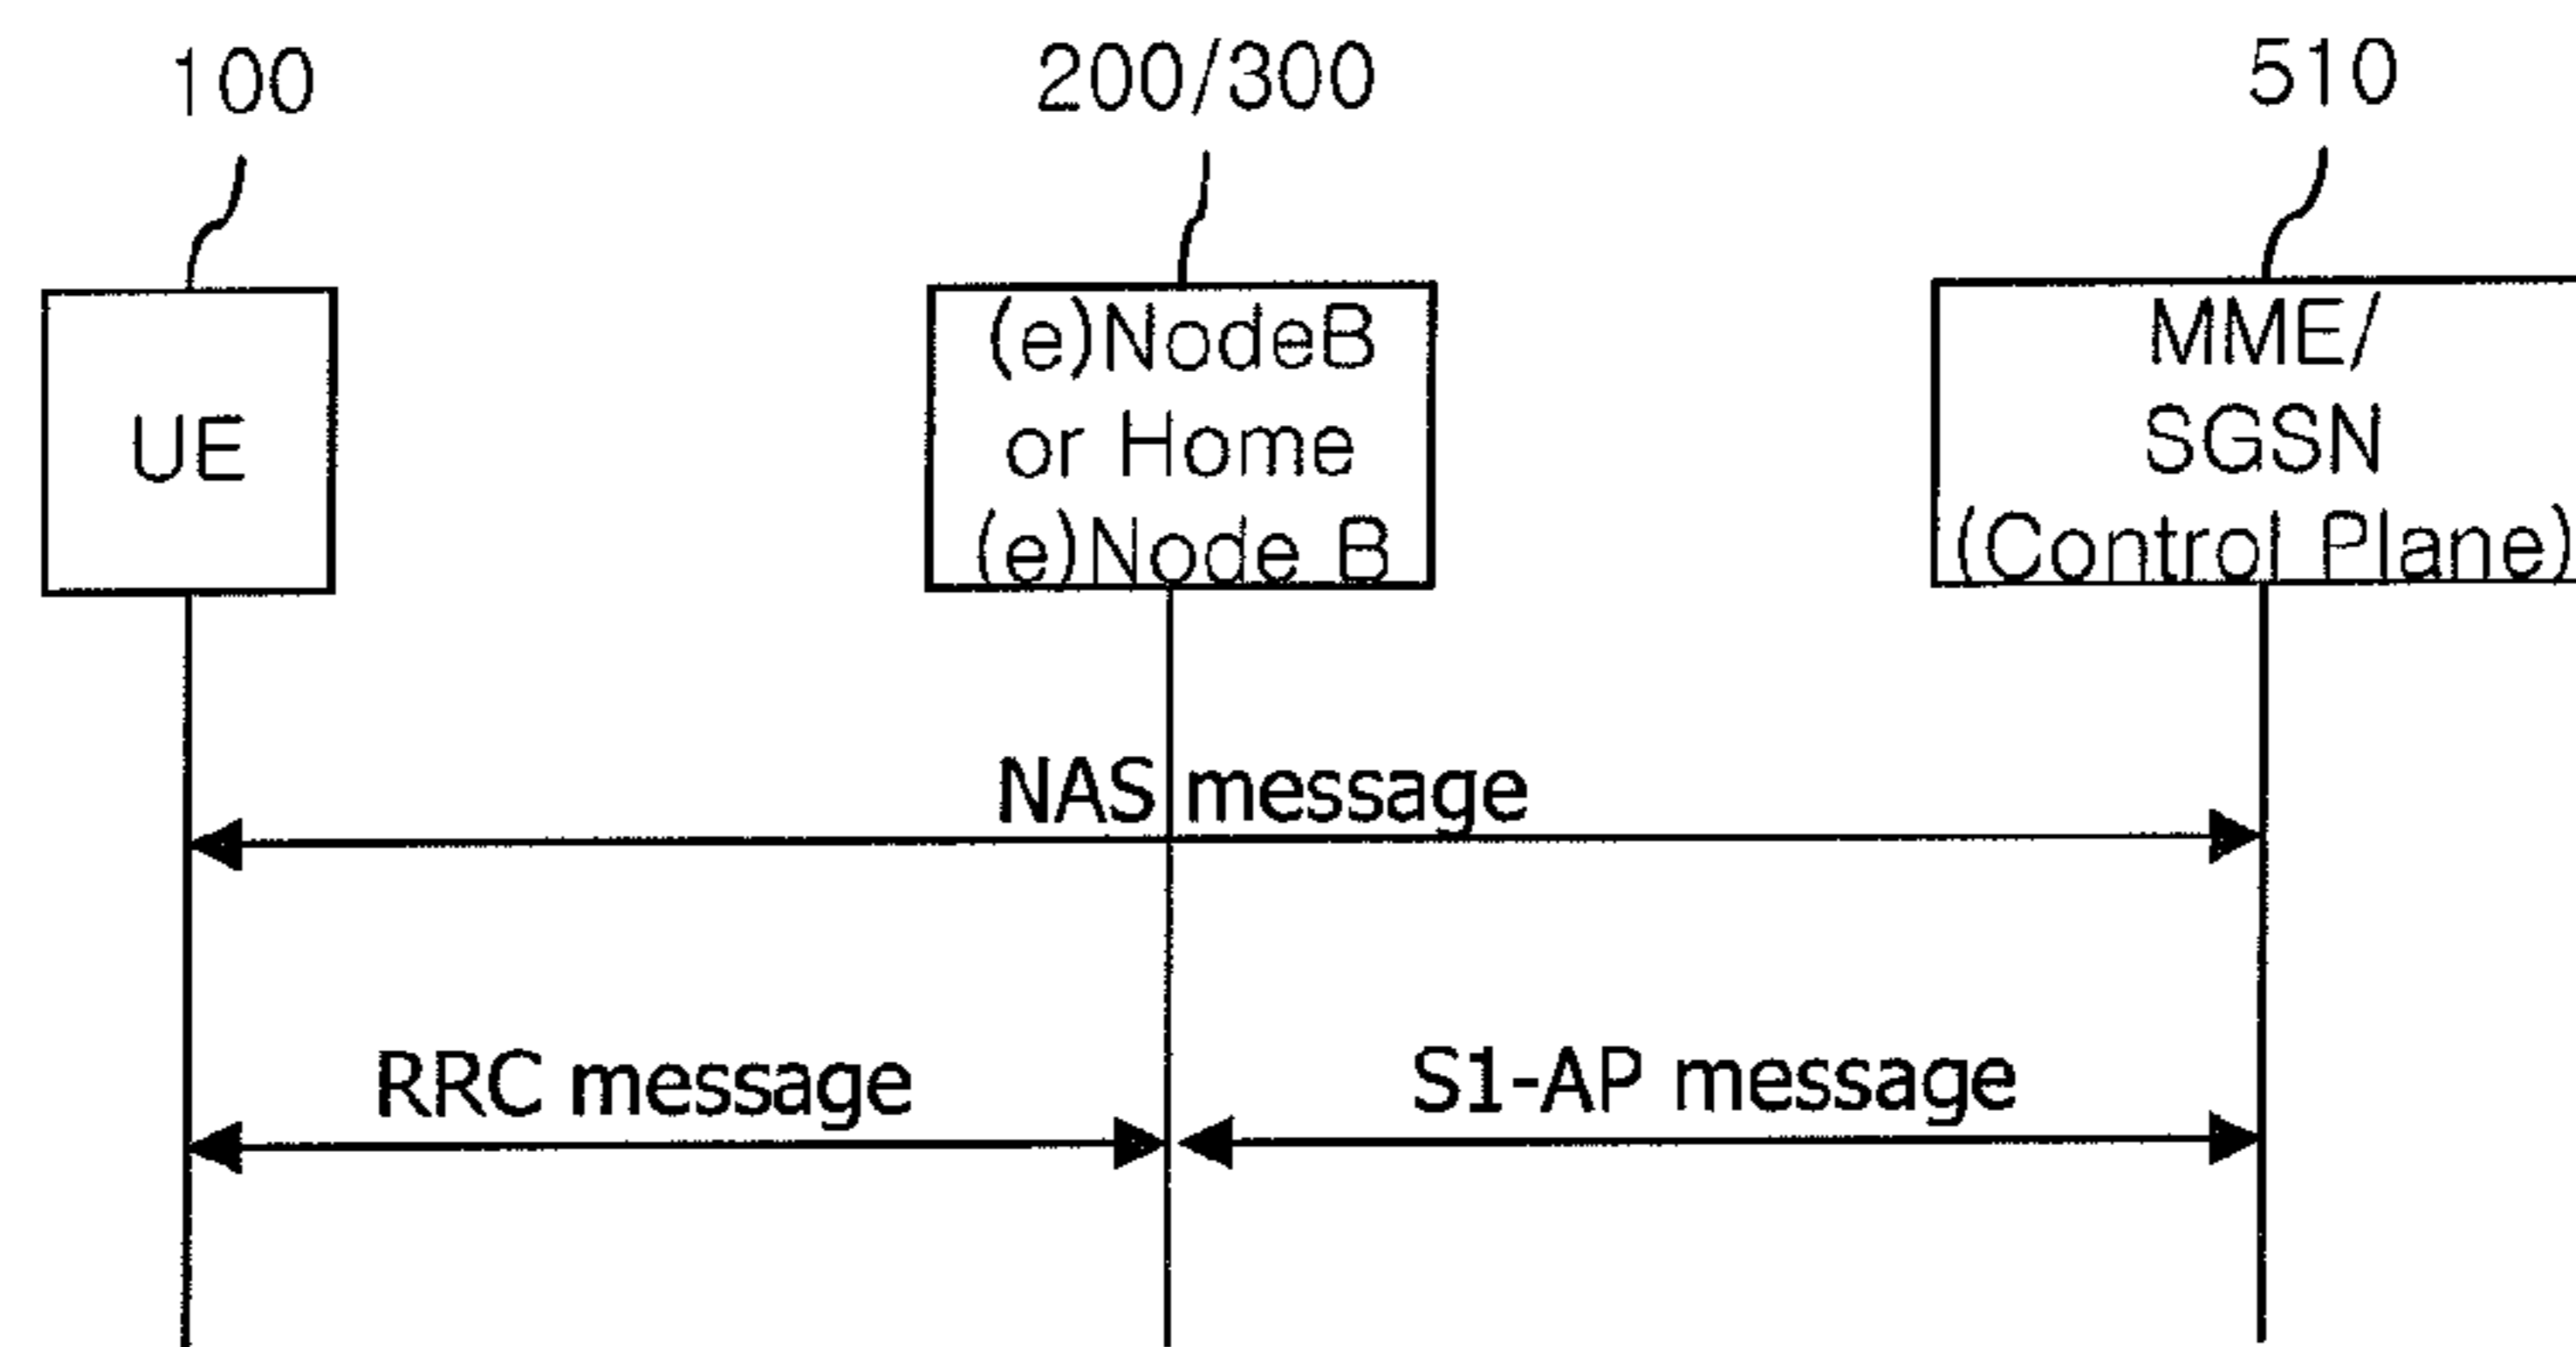 100
200/300
510
UE
(e)NodeB
or Home
(e)Node B
MME/
SGSN
(Control Plane)
NAS message
RRC message
S1-AP message